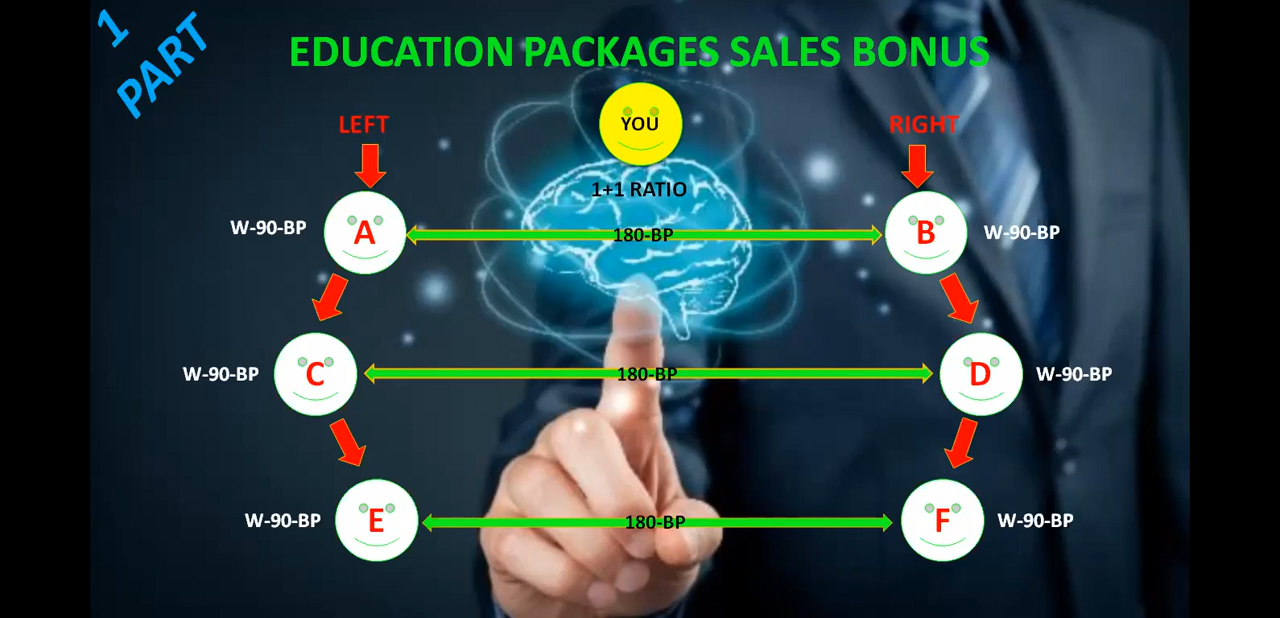 1
PART
EDUCATION PACKAGES SALES BONUS
YOU
LEFT
RIGHT
1+1 RATIO
W-90-BP
A
180-BP
B
W-90-BP
W-90-BP
C
180-BP
D
W-90-BP
W-90-BP
E
180-BP
F
W-90-BP